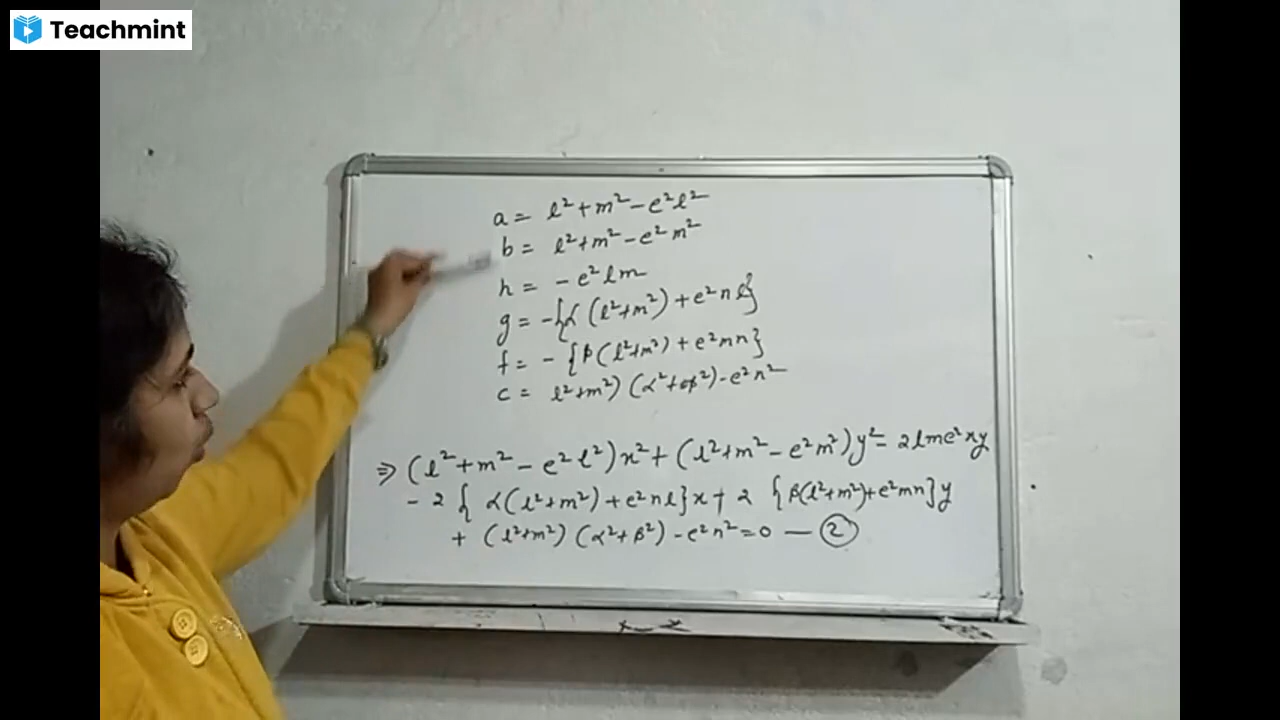 Teachmint
a = l²+m²-e²l²
b = l²+m²-e²m²
h = -e²lm
g = -{α(l²+m²)+e²nl}
f = -{β(l²+m²)+e²mn}
c = l²+m²)(α²+β²)-e²n²
⇒ (l²+m²-e²l²)x²+(l²+m²-e²m²)y²-2lme²xy
-2{α(l²+m²)+e²nl}x+2{β(l²+m²)+e²mn}y
+(l²+m²)(α²+β²)-e²n²=0 — ②